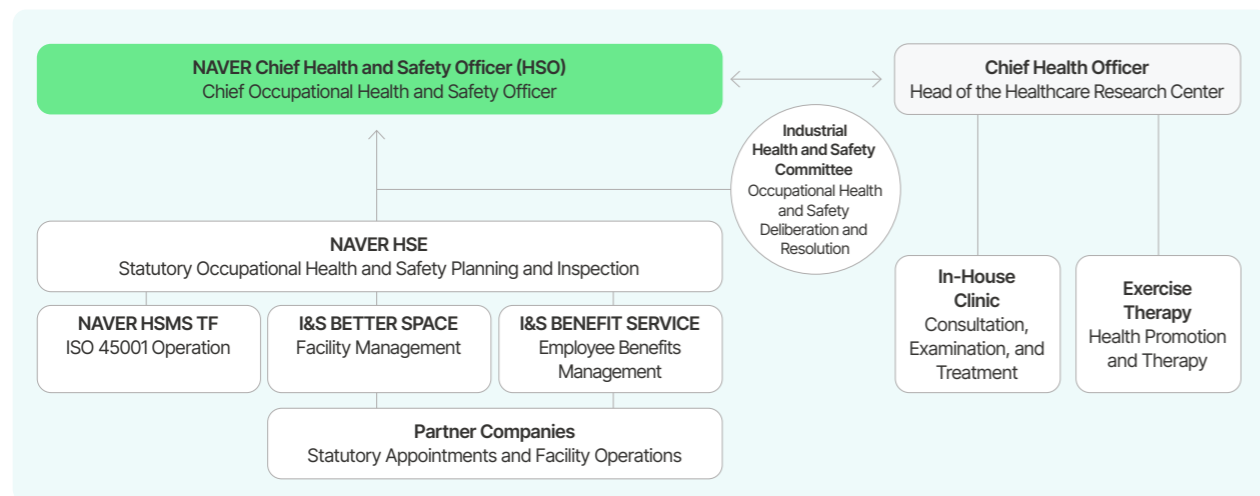 NAVER Chief Health and Safety Officer (HSO)
Chief Occupational Health and Safety Officer
Chief Health Officer
Head of the Healthcare Research Center
Industrial
Health and Safety
Committee
Occupational Health
and Safety
Deliberation and
Resolution
NAVER HSE
Statutory Occupational Health and Safety Planning and Inspection
NAVER HSMS TF
ISO 45001 Operation
I&S BETTER SPACE
Facility Management
I&S BENEFIT SERVICE
Employee Benefits
Management
In-House
Clinic
Consultation,
Examination, and
Treatment
Exercise
Therapy
Health Promotion
and Therapy
Partner Companies
Statutory Appointments and Facility Operations